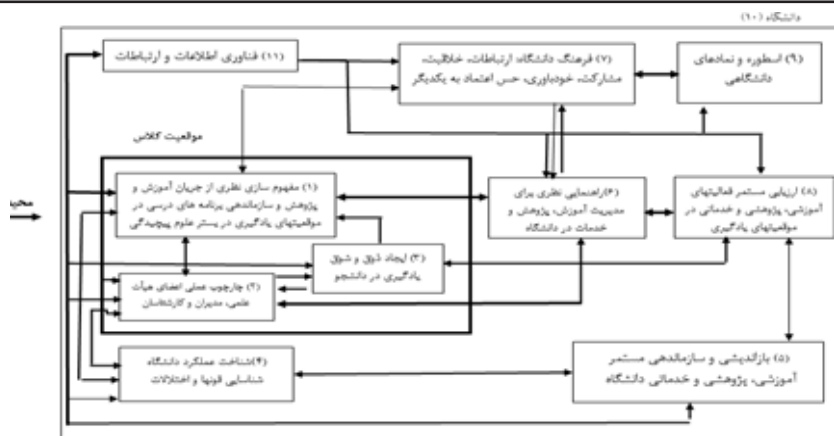 دانشگاه (۱۰)
(۱۱) فناوری اطلاعات و ارتباطات
(۷) فرهنگ دانشگاه: ارتباطات، خلاقیت،
مشارکت، خودباوری، حس اعتماد به یکدیگر
(۹) اسطوره و نمادهای
دانشگاهی
موقعیت کلاس
(۱) مفهوم سازی نظری از جریان آموزش و
پژوهش و سازماندهی برنامه های درسی در
موقعیتهای یادگیری در بستر علوم پیچیدگی
(۶) راهنمایی نظری برای
مدیریت آموزش، پژوهش و
خدمات در دانشگاه
(۸) ارزیابی مستمر فعالیتهای
آموزشی، پژوهشی و خدماتی در
موقعیتهای یادگیری
محیط
(۳) ایجاد ذوق و شوق
یادگیری در دانشجو
(۲) چارچوب عملی اعضای هیأت
علمی، مدیران و کارشناسان
(۴) شناخت عملکرد دانشگاه
شناسایی قوتها و اختلالات
(۵) بازاندیشی و سازماندهی مستمر
آموزشی، پژوهشی و خدماتی دانشگاه